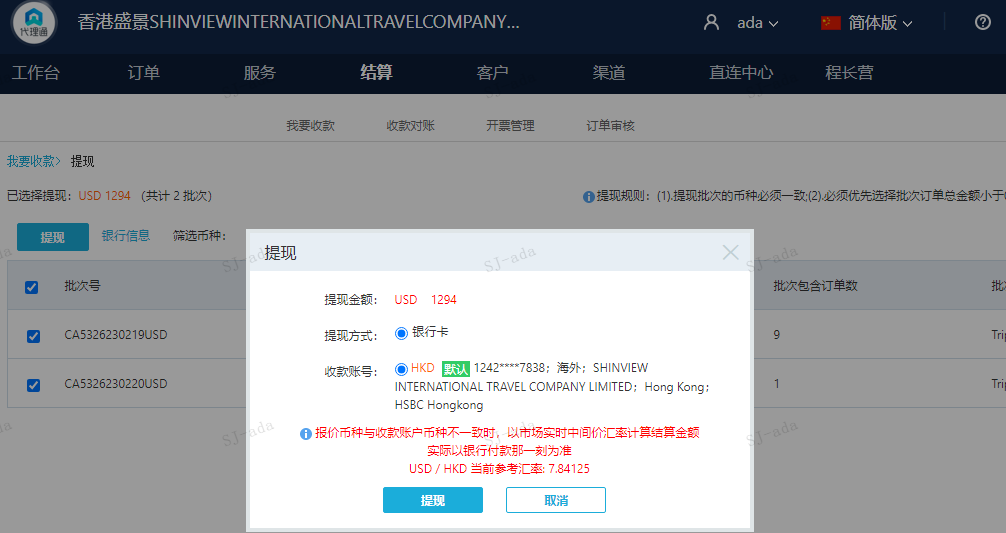 代理通
香港盛景SHINVIEWINTERNATIONALTRAVELCOMPANY...
ada
简体版
工作台 订单 服务 结算 客户 渠道 直连中心 程长营
我要收款 收款对账 开票管理 订单审核
我要收款> 提现
已选择提现: USD 1294 (共计 2 批次)
提现规则: (1).提现批次的币种必须一致;(2).必须优先选择批次订单总金额小于
提现 银行信息 筛选币种:
批次号 批次包含订单数
CA5326230219USD 9 Trip
CA5326230220USD 1 Trip
提现
提现金额: USD 1294
提现方式: 银行卡
收款账号: HKD 默认 1242****7838; 海外; SHINVIEW
INTERNATIONAL TRAVEL COMPANY LIMITED; Hong Kong;
HSBC Hongkong
报价币种与收款账户币种不一致时，以市场实时中间价汇率计算结算金额
实际以银行付款那一刻为准
USD / HKD 当前参考汇率: 7.84125
提现 取消
SJ-ada
SJ-ada
SJ-ada
SJ-ada
SJ-ada